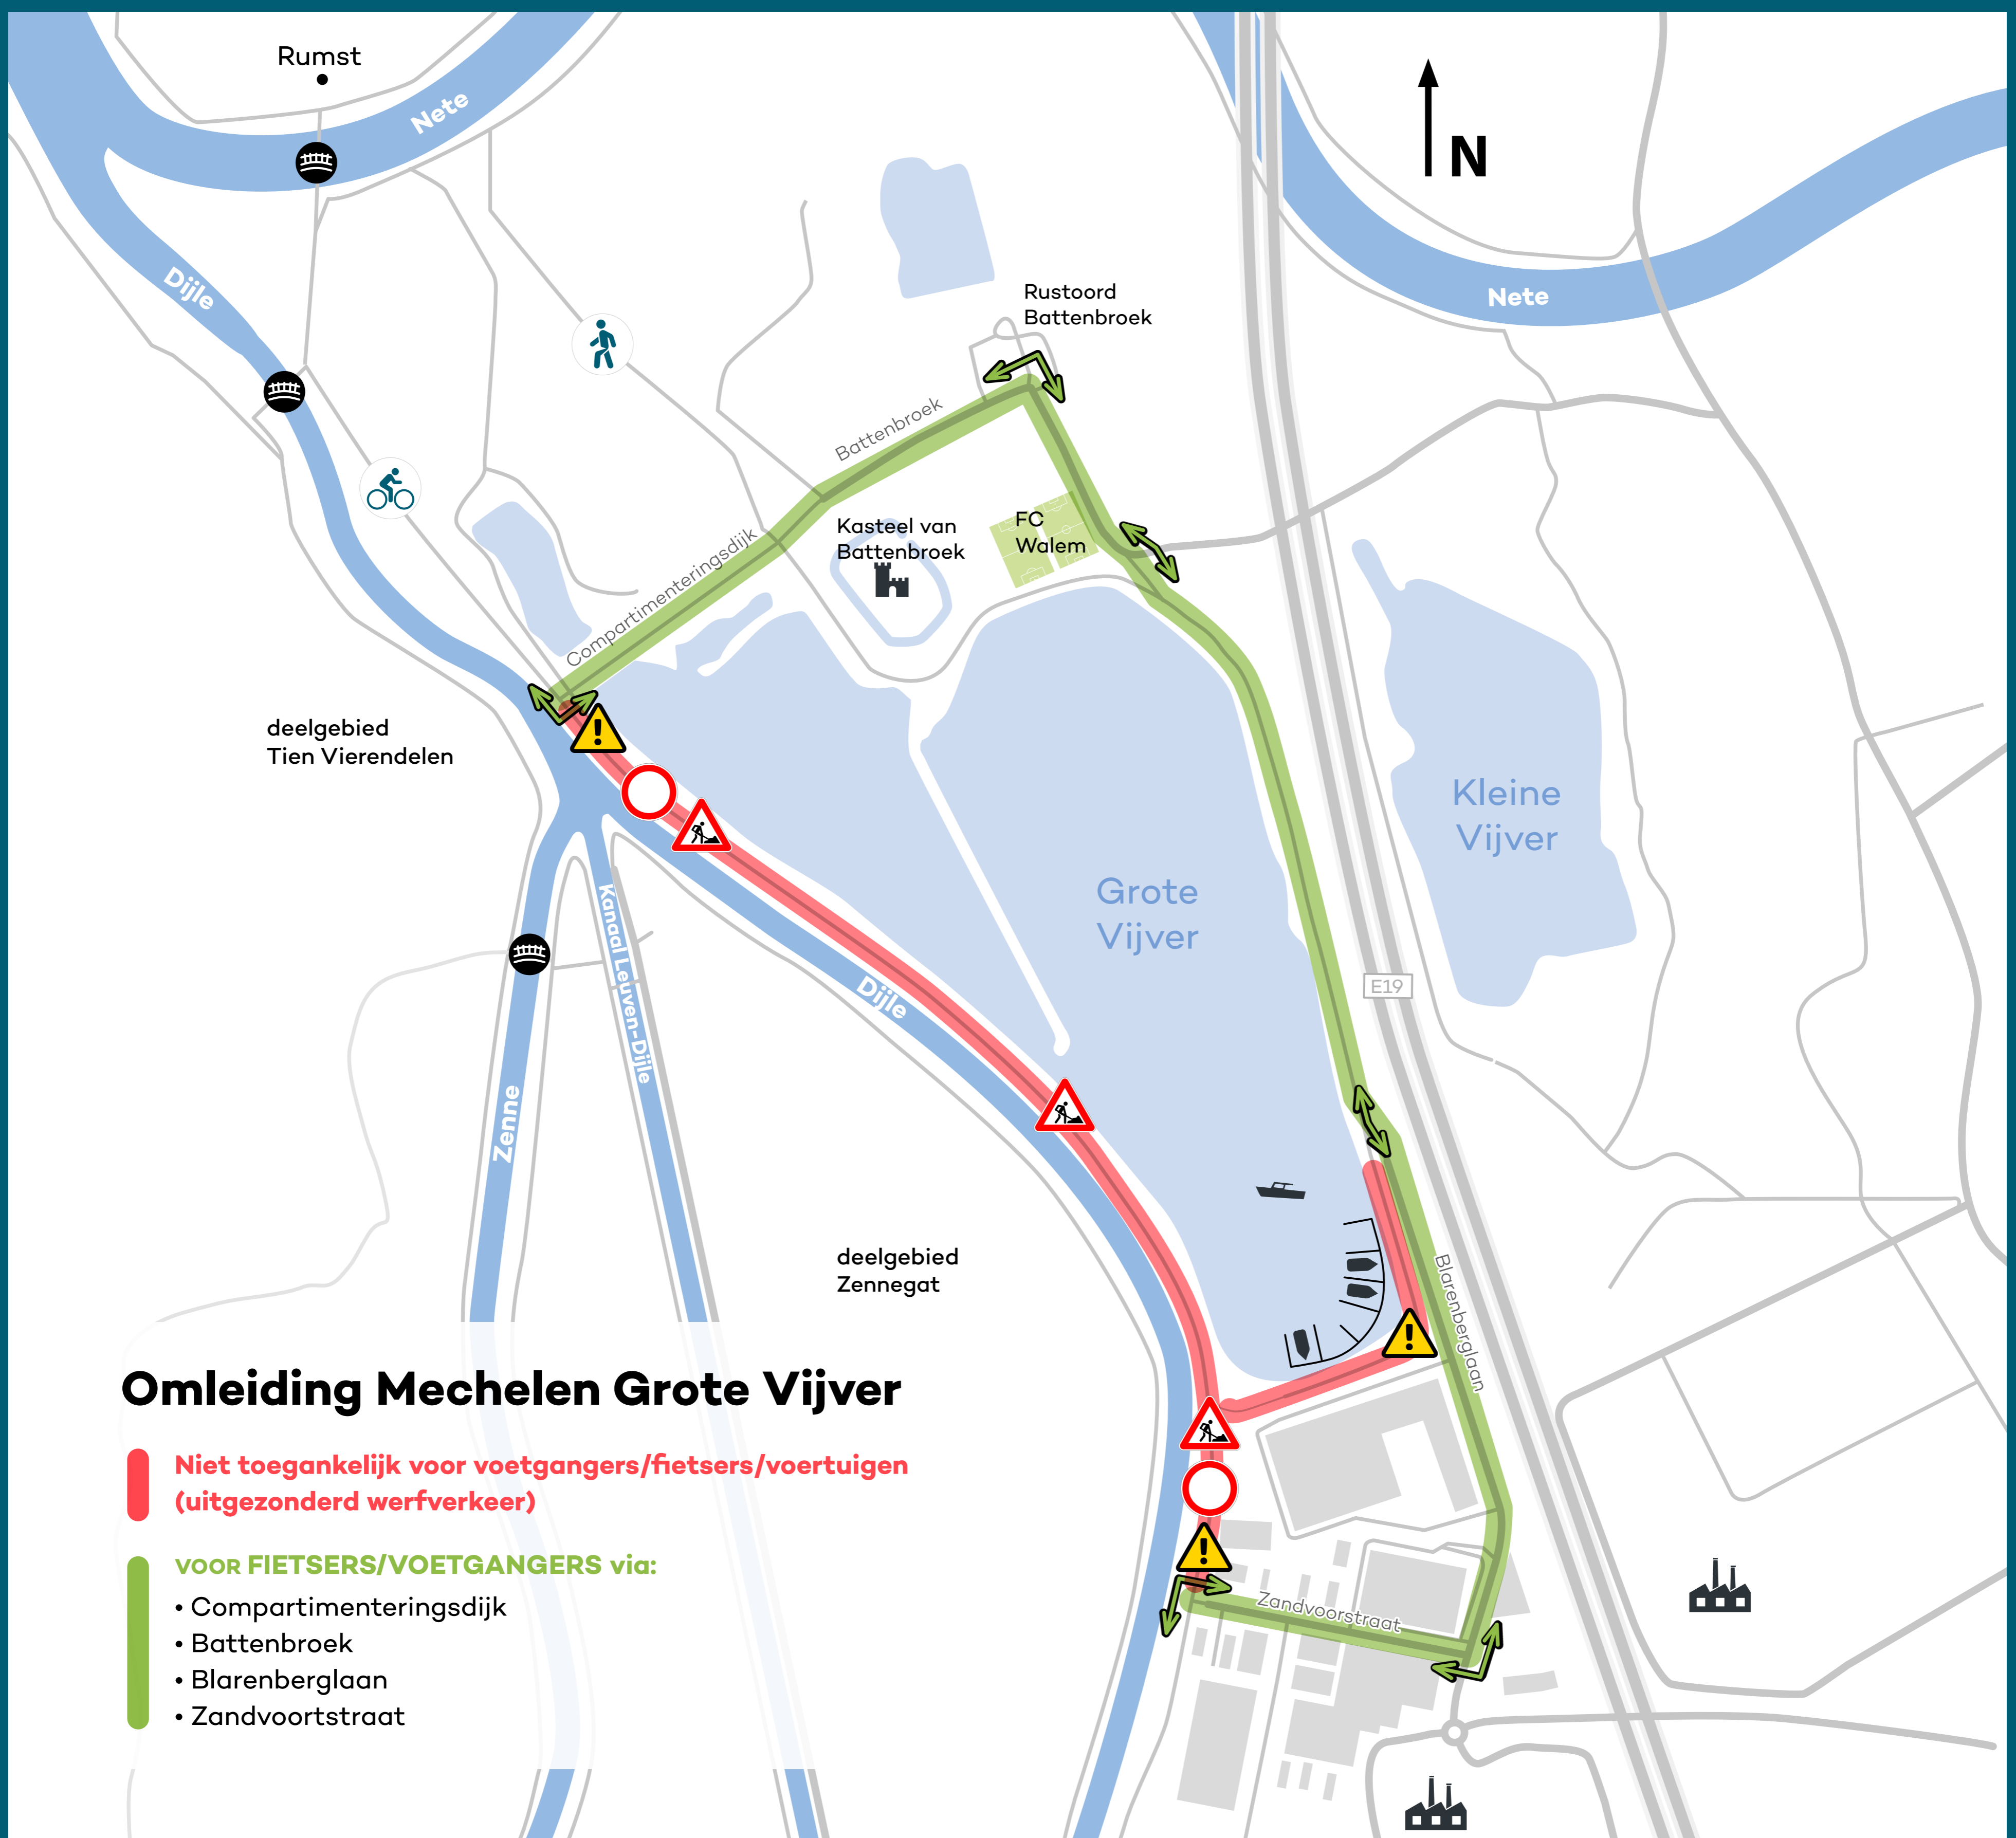 Rumst
Nete
N
Dijle
Rustoord
Battenbroek
Nete
Battenbroek
Kasteel van
Battenbroek
FC
Walem
Compartimenteringsdijk
deelgebied
Tien Vierendelen
Kleine
Vijver
Grote
Vijver
Kanaal Leuven-Dijle
Dijle
E19
Zenne
deelgebied
Zennegat
Blarenberglaan
Zandvoorstraat
Omleiding Mechelen Grote Vijver
Niet toegankelijk voor voetgangers/fietsers/voertuigen
(uitgezonderd werfverkeer)
VOOR FIETSERS/VOETGANGERS via:
• Compartimenteringsdijk
• Battenbroek
• Blarenberglaan
• Zandvoortstraat